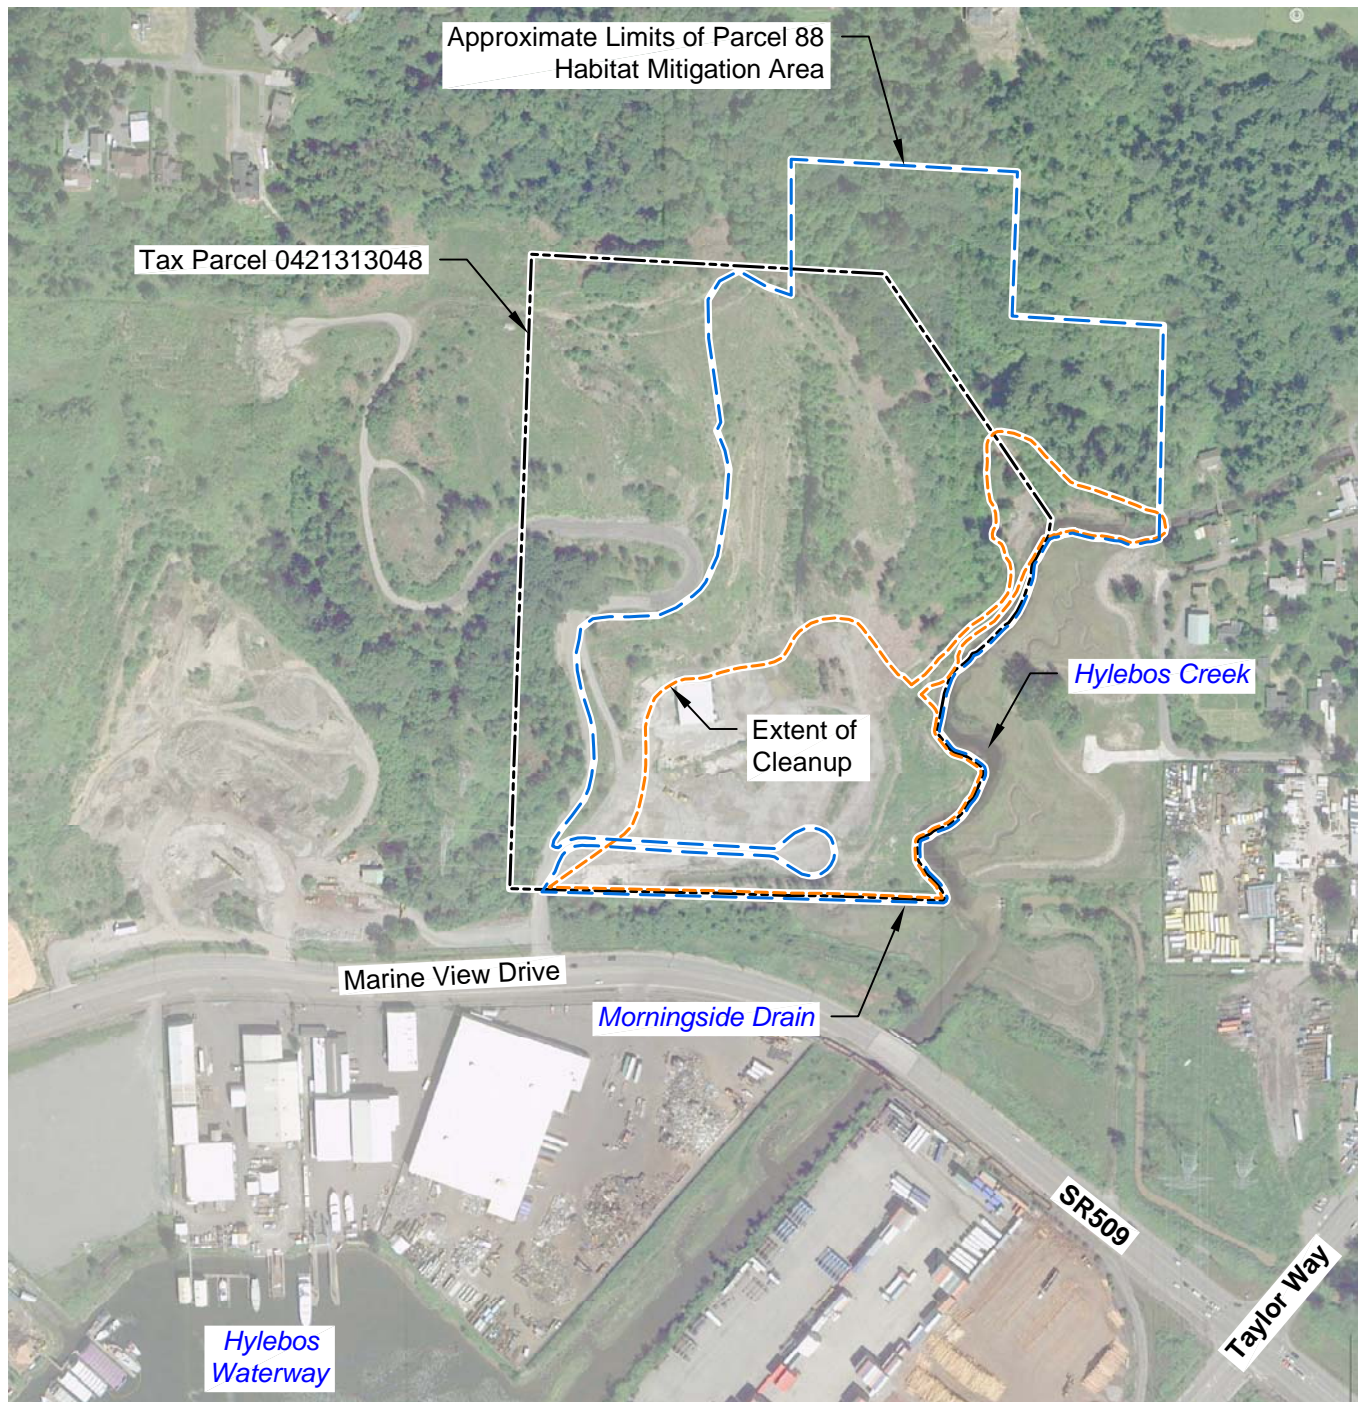 Approximate Limits of Parcel 88
Habitat Mitigation Area
Tax Parcel 0421313048
Hylebos Creek
Extent of
Cleanup
Marine View Drive
Morningside Drain
SR509
Taylor Way
Hylebos
Waterway